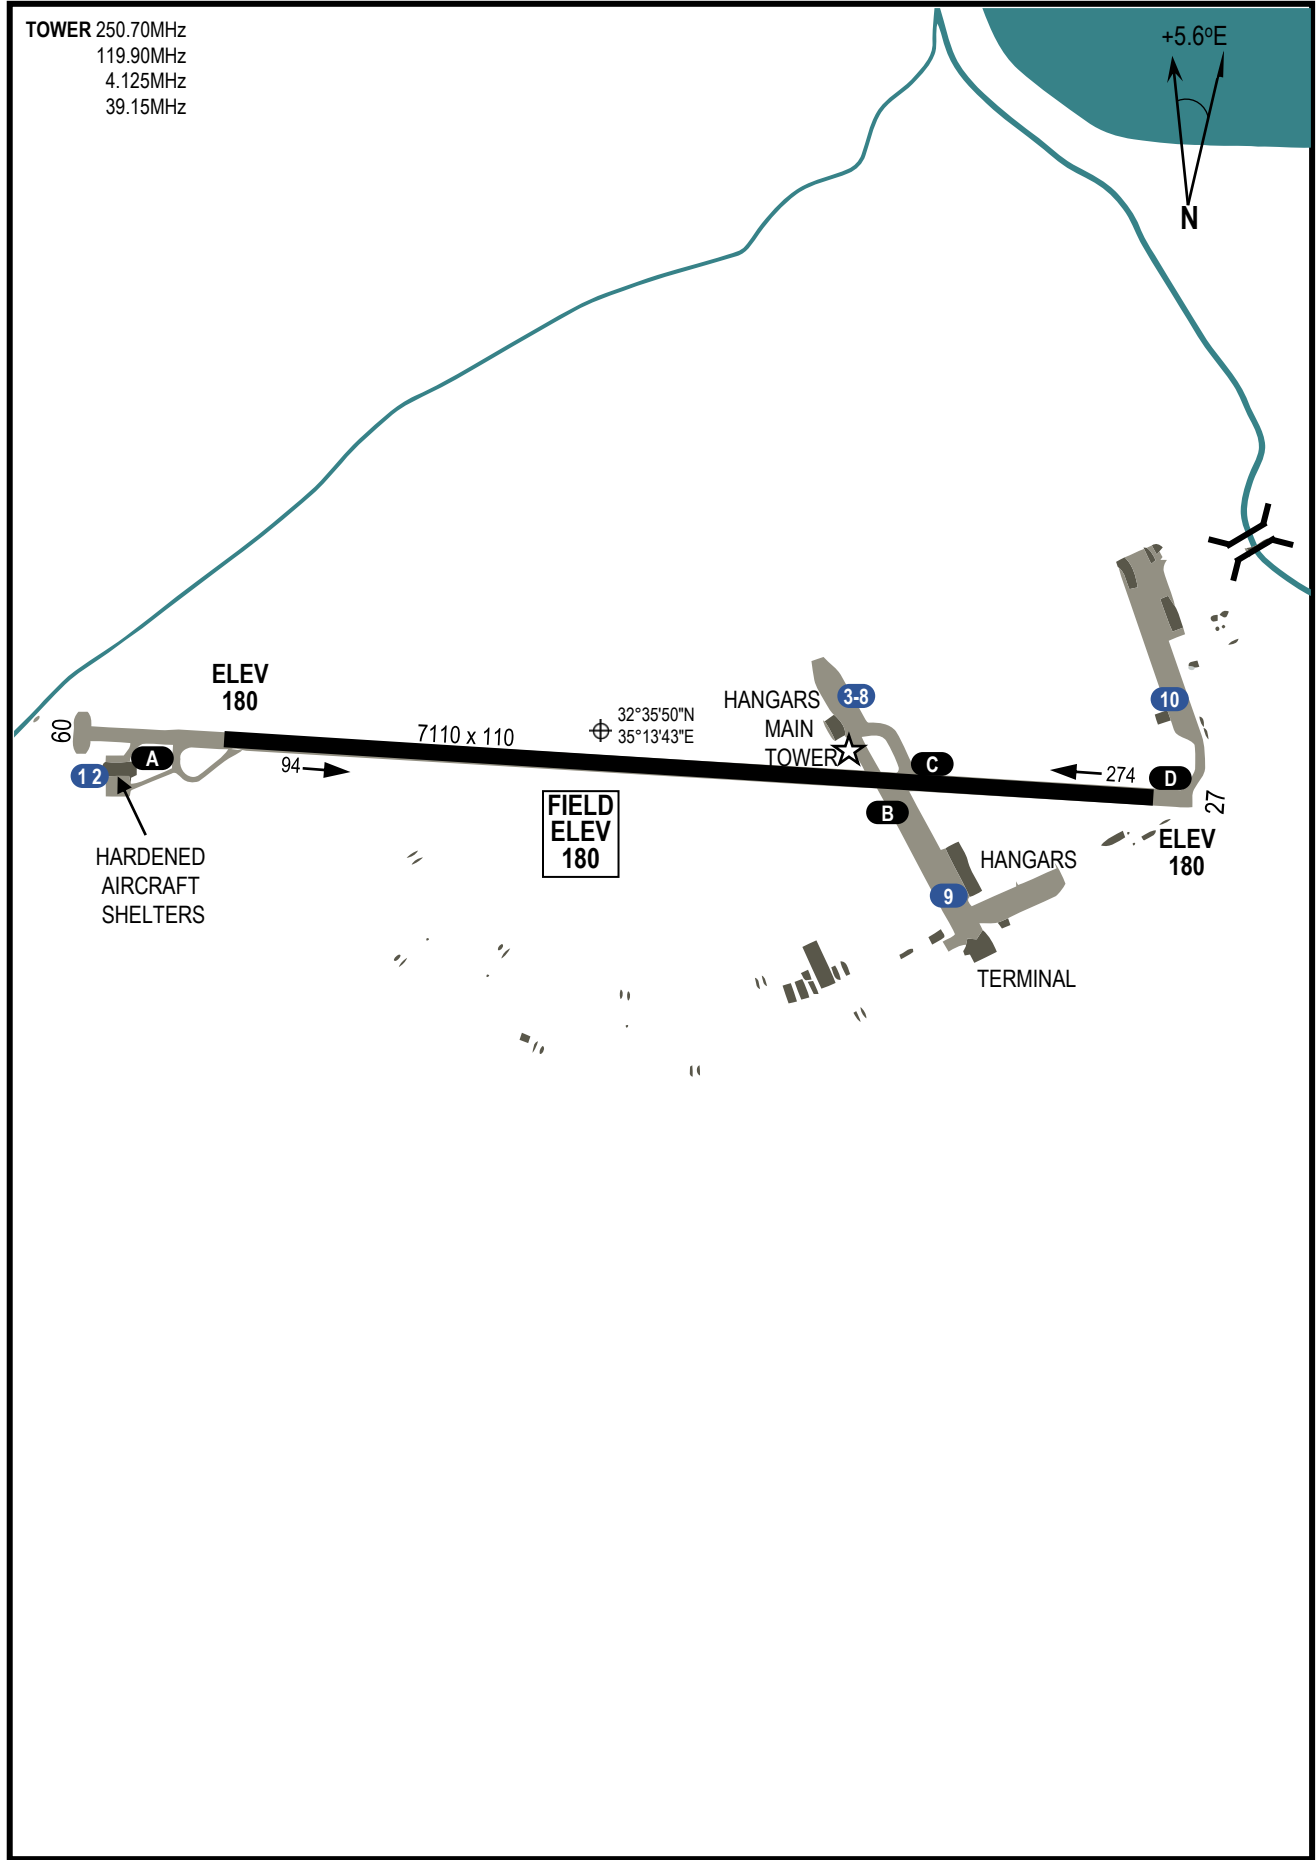 TOWER 250.70MHz
119.90MHz
4.125MHz
39.15MHz
+5.6ºE
N
ELEV
180
09
7110 x 110
32°35'50"N
35°13'43"E
HANGARS
MAIN
TOWER
3-8
10
A
1 2
94
C
274
D
27
B
FIELD
ELEV
180
ELEV
180
HARDENED
AIRCRAFT
SHELTERS
HANGARS
9
TERMINAL